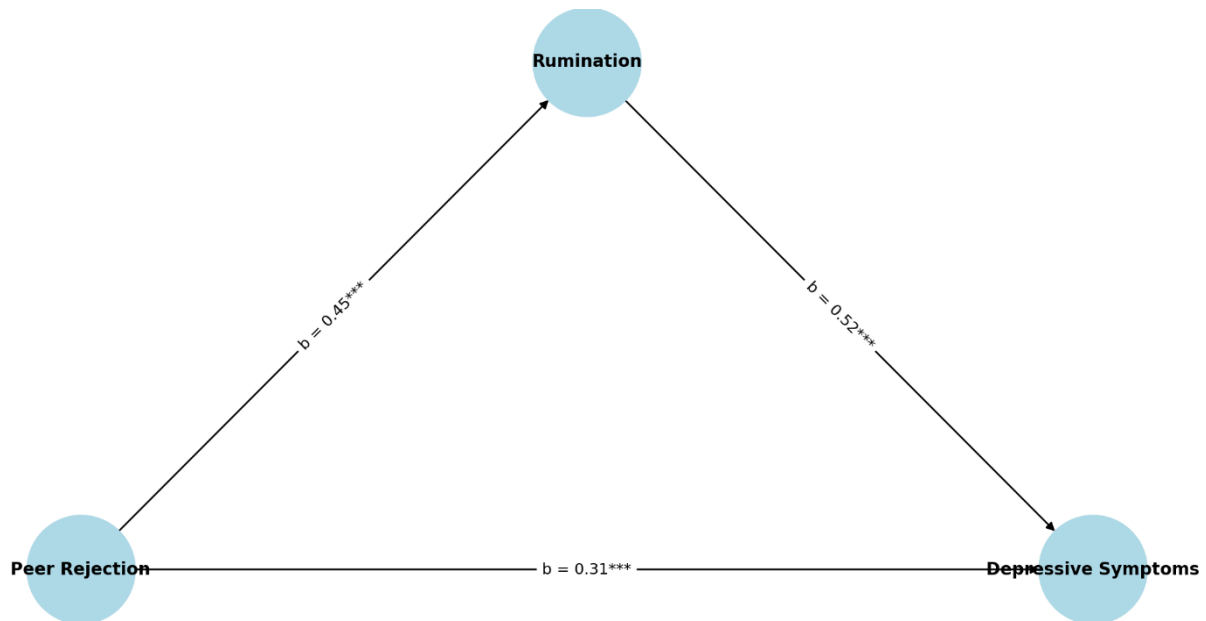 Rumination
b = 0.45***
b = 0.52***
Peer Rejection
b = 0.31***
Depressive Symptoms